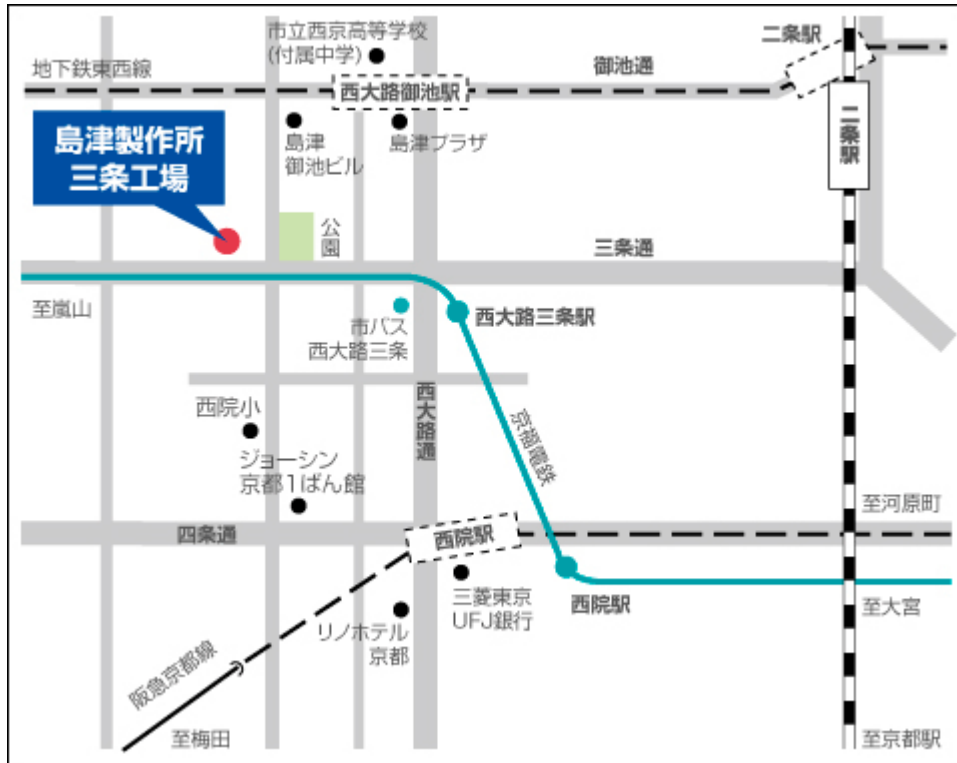 市立西京高等学校
(付属中学)
二条駅
地下鉄東西線
御池通
西大路御池駅
二条駅
島津製作所
三条工場
島津
御池ビル
島津プラザ
公園
三条通
至嵐山
市バス
西大路三条
西大路三条駅
西大路通
西院小
京福電鉄
ジョーシン
京都1ばん館
至河原町
四条通
西院駅
三菱東京
UFJ銀行
西院駅
至大宮
リノホテル
京都
阪急京都線
至梅田
至京都駅